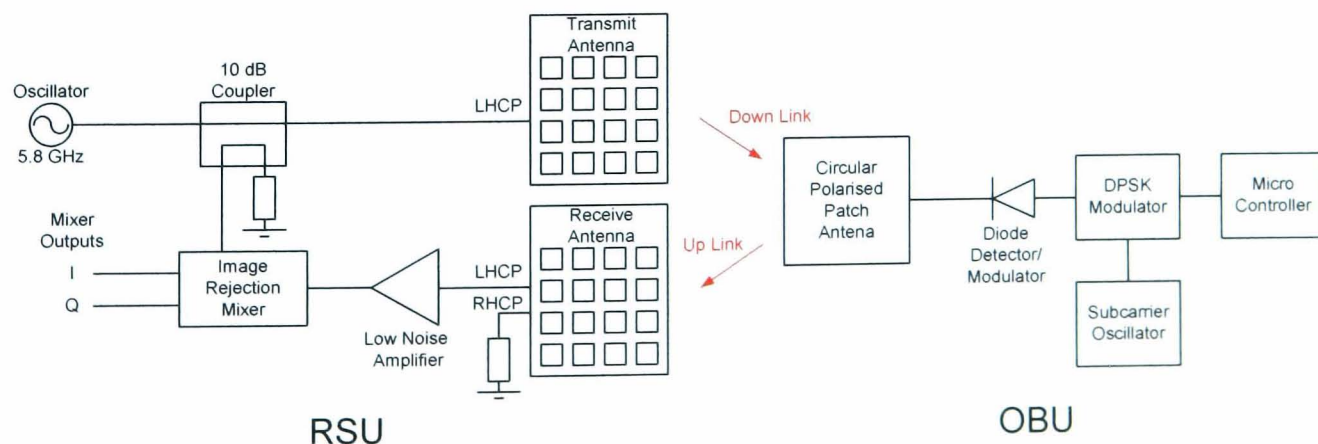 Oscillator
5.8 GHz
10 dB
Coupler
LHCP
Transmit
Antenna
Down Link
Mixer
Outputs
I
Q
Image
Rejection
Mixer
Low Noise
Amplifier
LHCP
RHCP
Receive
Antenna
Up Link
RSU
Circular
Polarised
Patch
Antena
Diode
Detector/
Modulator
DPSK
Modulator
Micro
Controller
Subcarrier
Oscillator
OBU